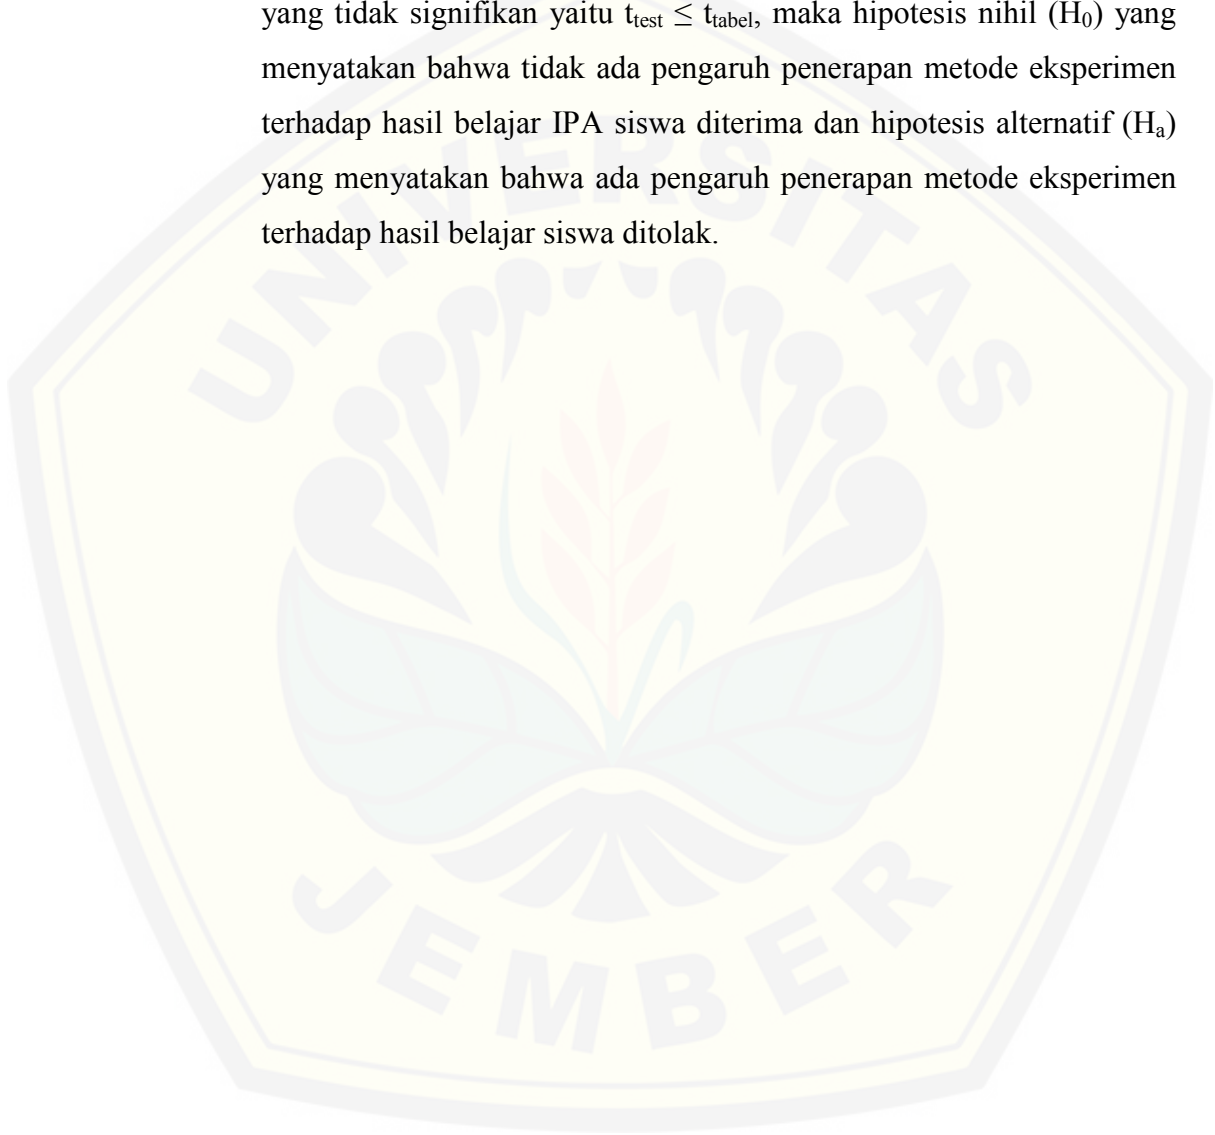 yang tidak signifikan yaitu t_test ≤ t_tabel, maka hipotesis nihil (H₀) yang
menyatakan bahwa tidak ada pengaruh penerapan metode eksperimen
terhadap hasil belajar IPA siswa diterima dan hipotesis alternatif (Hₐ)
yang menyatakan bahwa ada pengaruh penerapan metode eksperimen
terhadap hasil belajar siswa ditolak.
UNIVERSITAS
JEMBER